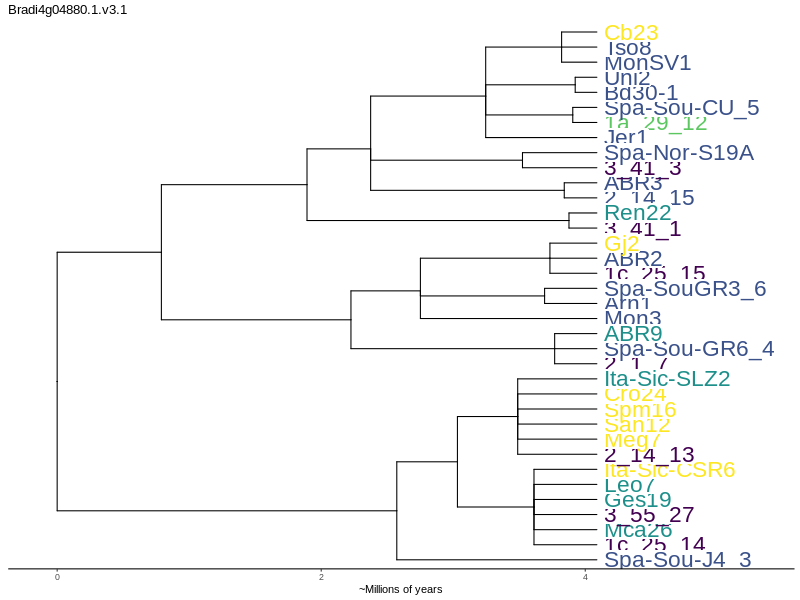 Bradi4g04880.1.v3.1
Cb23
Tso8
MonSV1
Uni2
Bd30-1
Spa-Sou-CU_5
1a_29_12
Jer1
Spa-Nor-S19A
3_41_3
ABR3
2_14_15
Ren22
3_41_1
Gj2
ABR2
1c_25_15
Spa-SouGR3_6
Arn1
Mon3
ABR9
Spa-Sou-GR6_4
2_1_7
Ita-Sic-SLZ2
Cro24
Spm16
San12
Meg7
2_14_13
Ita-Sic-CSR6
Leo7
Ges19
3_55_27
Mca26
1c_25_14
Spa-Sou-J4_3
0 2 4
~Millions of years